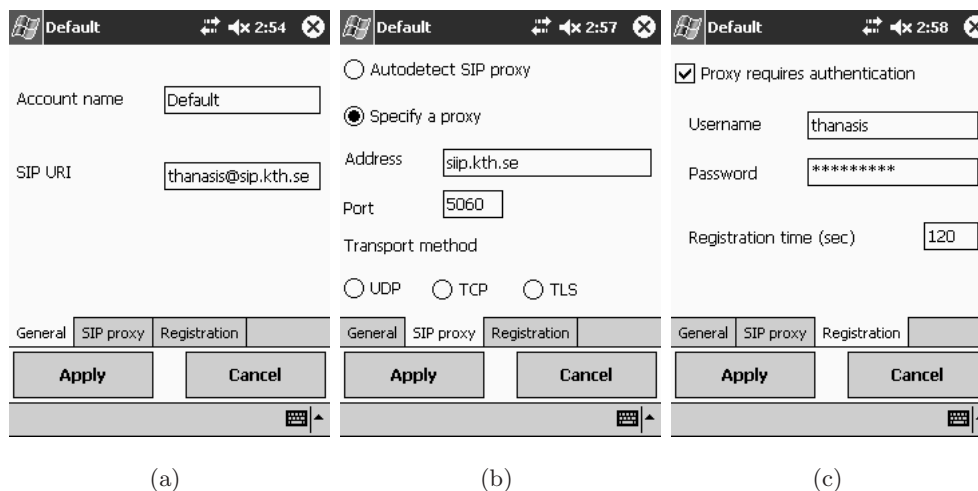 Default 2:54
Account name Default
SIP URI thanasis@sip.kth.se
General SIP proxy Registration
Apply Cancel
(a)
Default 2:57
Autodetect SIP proxy
Specify a proxy
Address siip.kth.se
Port 5060
Transport method
UDP TCP TLS
General SIP proxy Registration
Apply Cancel
(b)
Default 2:58
Proxy requires authentication
Username thanasis
Password *********
Registration time (sec) 120
General SIP proxy Registration
Apply Cancel
(c)